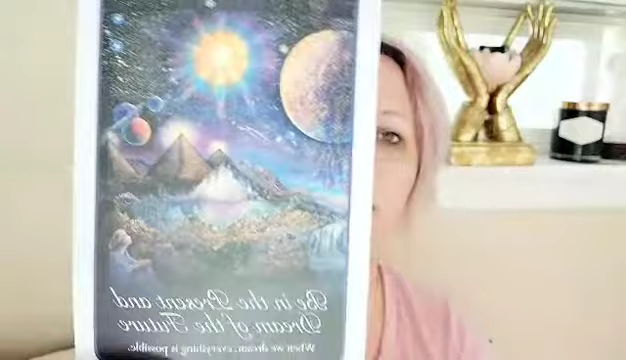 Be in the Present and
Dream of the Future
When we dream, everything is possible.